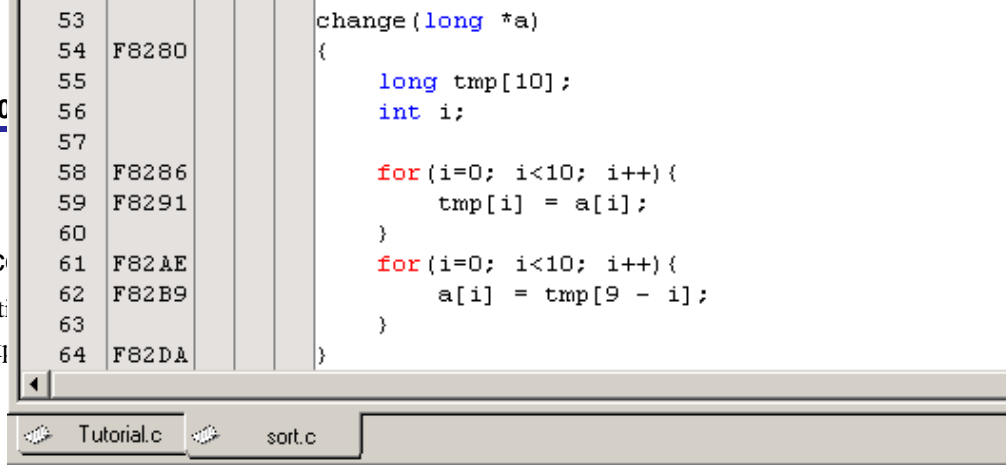 53 change(long *a)
54 F8280 {
55 long tmp[10];
56 int i;
57
58 F8286 for(i=0; i<10; i++){
59 F8291 tmp[i] = a[i];
60 }
61 F82AE for(i=0; i<10; i++){
62 F82B9 a[i] = tmp[9 - i];
63 }
64 F82DA }
Tutorial.c sort.c